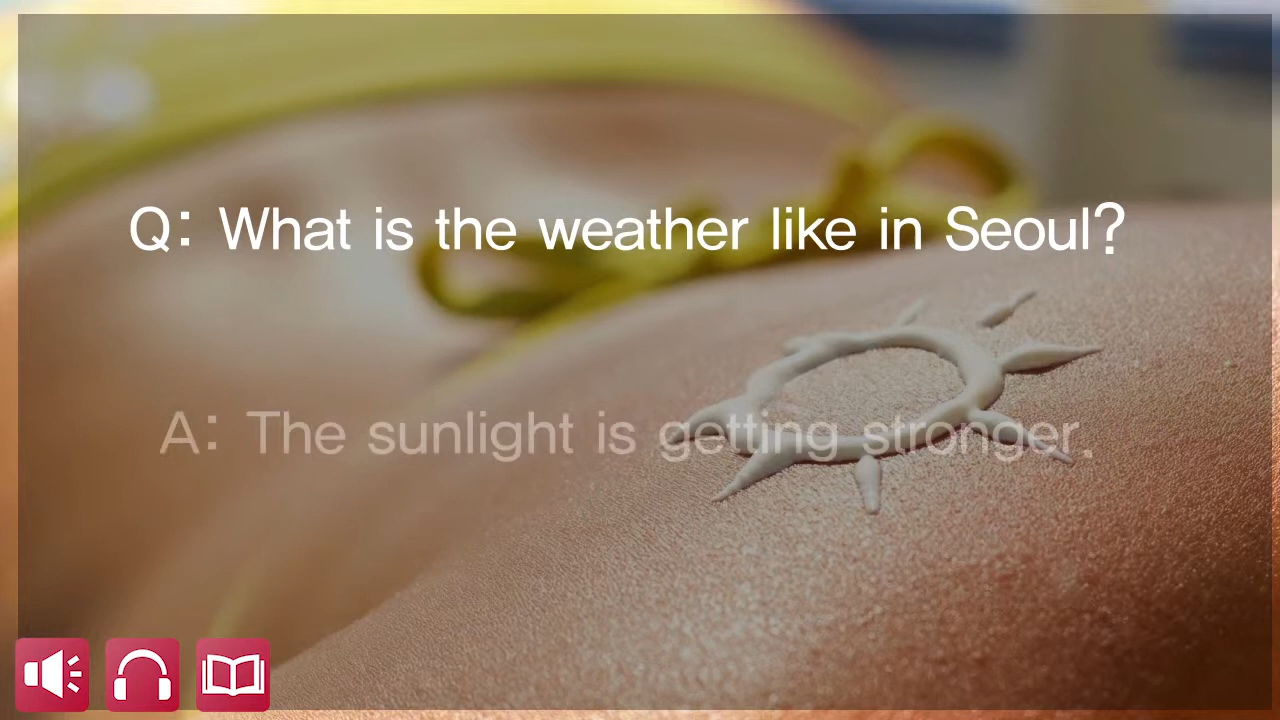 Q: What is the weather like in Seoul?
A: The sunlight is getting stronger.